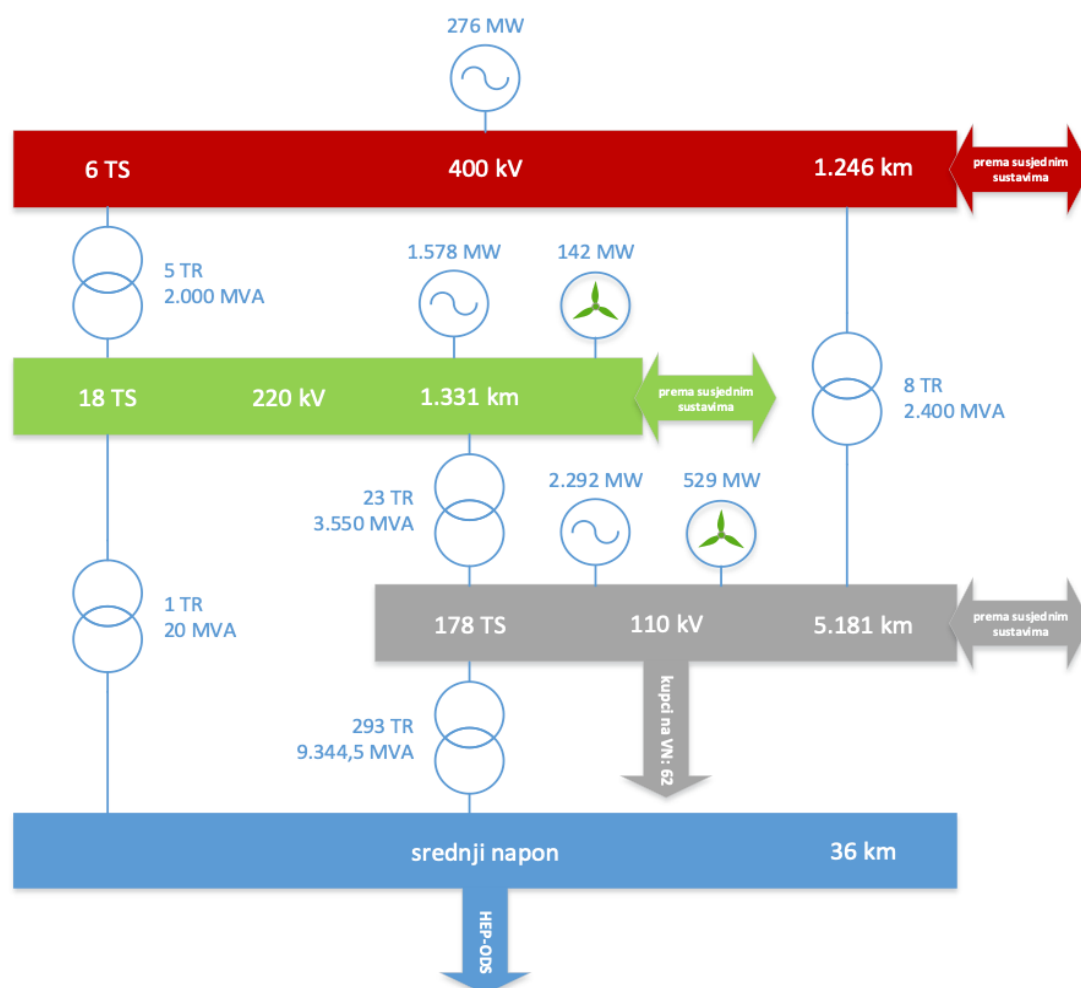 276 MW
6 TS
400 kV
1.246 km
prema susjednim
sustavima
5 TR
2.000 MVA
1.578 MW
142 MW
18 TS
220 kV
1.331 km
prema susjednim
sustavima
8 TR
2.400 MVA
23 TR
3.550 MVA
2.292 MW
529 MW
1 TR
20 MVA
178 TS
110 kV
5.181 km
prema susjednim
sustavima
kupci na VN: 62
293 TR
9.344,5 MVA
srednji napon
36 km
HEP-ODS